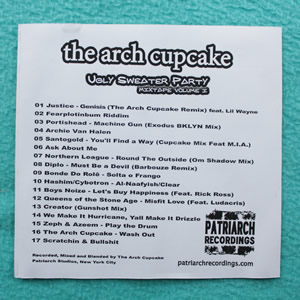 the arch cupcake
UGLY SWEATER PARTY
MIXTAPE VOLUME I
01 Justice - Genisis (The Arch Cupcake Remix) feat. Lil Wayne
02 Fearplotinbum Riddim
03 Portishead - Machine Gun (Exodus BKLYN Mix)
04 Archie Van Halen
05 Santogold - You'll Find a Way (Cupcake Mix Feat M.I.A.)
06 Ask About Me
07 Northern League - Round The Outside (On Shadow Mix)
08 Diplo - Must Be a Devil (Barbouze Remix)
09 Bonde Do Rolê - Solta o Frango
10 Hashim/Cybotron - Al-Naafyish/Clear
11 Boys Noize - Let's Buy Happiness (Feat. Rick Ross)
12 Queens of the Stone Age - Misfit Love (Feat. Ludacris)
13 Creator (Gunshot Mix)
14 We Make It Hurricane, Yall Make It Drizzle
15 Zeph & Azeem - Play the Drum
16 The Arch Cupcake - Wash Out
17 Scratchin & Bullshit
PATRIARCH
RECORDINGS
patriarchrecordings.com
Recorded, Mixed and Blended by The Arch Cupcake
Patriarch Studios, New York City